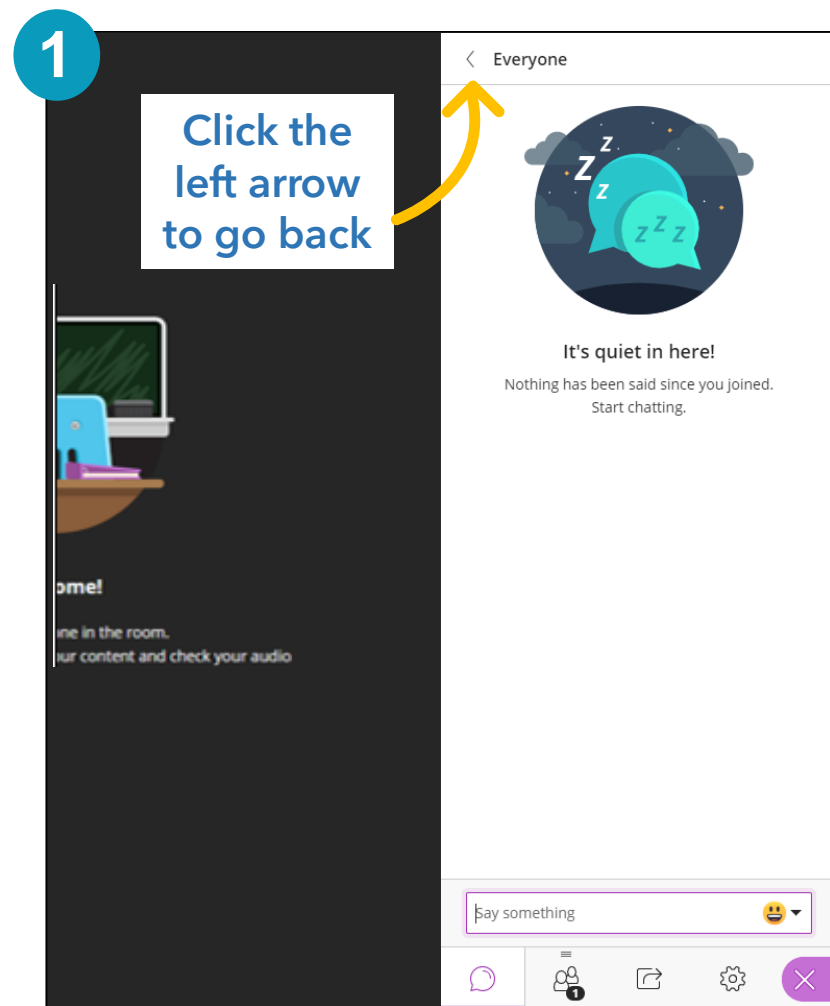 1
Everyone
Click the
left arrow
to go back
z
Z
z
z z z
It's quiet in here!
Nothing has been said since you joined.
Start chatting.
ome!
one in the room.
our content and check your audio
Say something
1